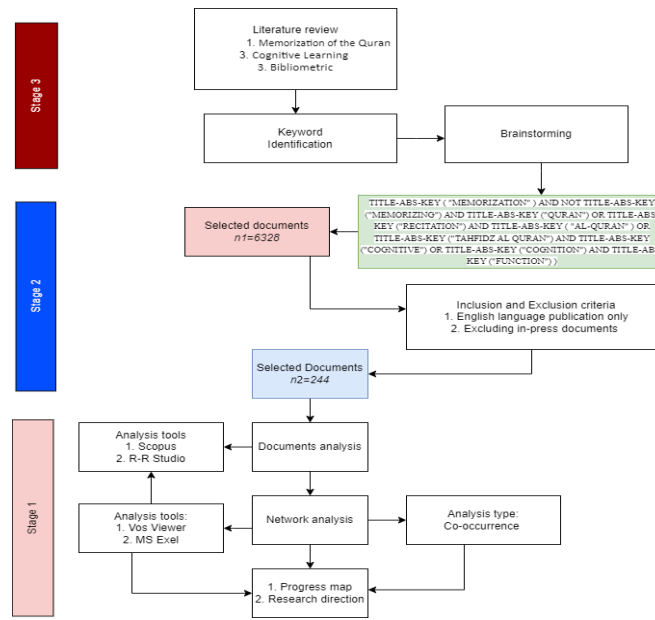 Stage 3
Literature review
1. Memorization of the Quran
3. Cognitive Learning
3. Bibliometric
Keyword
Identification
Brainstorming
Stage 2
TITLE-ABS-KEY ( "MEMORIZATION" ) AND NOT TITLE-ABS-KEY
("MEMORIZING") AND TITLE-ABS-KEY ("QURAN") OR TITLE-ABS-
KEY ("RECITATION") AND TITLE-ABS-KEY ( "AL-QURAN" ) OR
TITLE-ABS-KEY ("TAHFIDZ AL QURAN") AND TITLE-ABS-KEY
("COGNITIVE") OR TITLE-ABS-KEY ("COGNITION") AND TITLE-ABS-
KEY ("FUNCTION") )
Selected documents
n1=6328
Inclusion and Exclusion criteria
1. English language publication only
2. Excluding in-press documents
Selected Documents
n2=244
Stage 1
Analysis tools
1. Scopus
2. R-R Studio
Documents analysis
Analysis tools:
1. Vos Viewer
2. MS Exel
Network analysis
Analysis type:
Co-occurrence
1. Progress map
2. Research direction